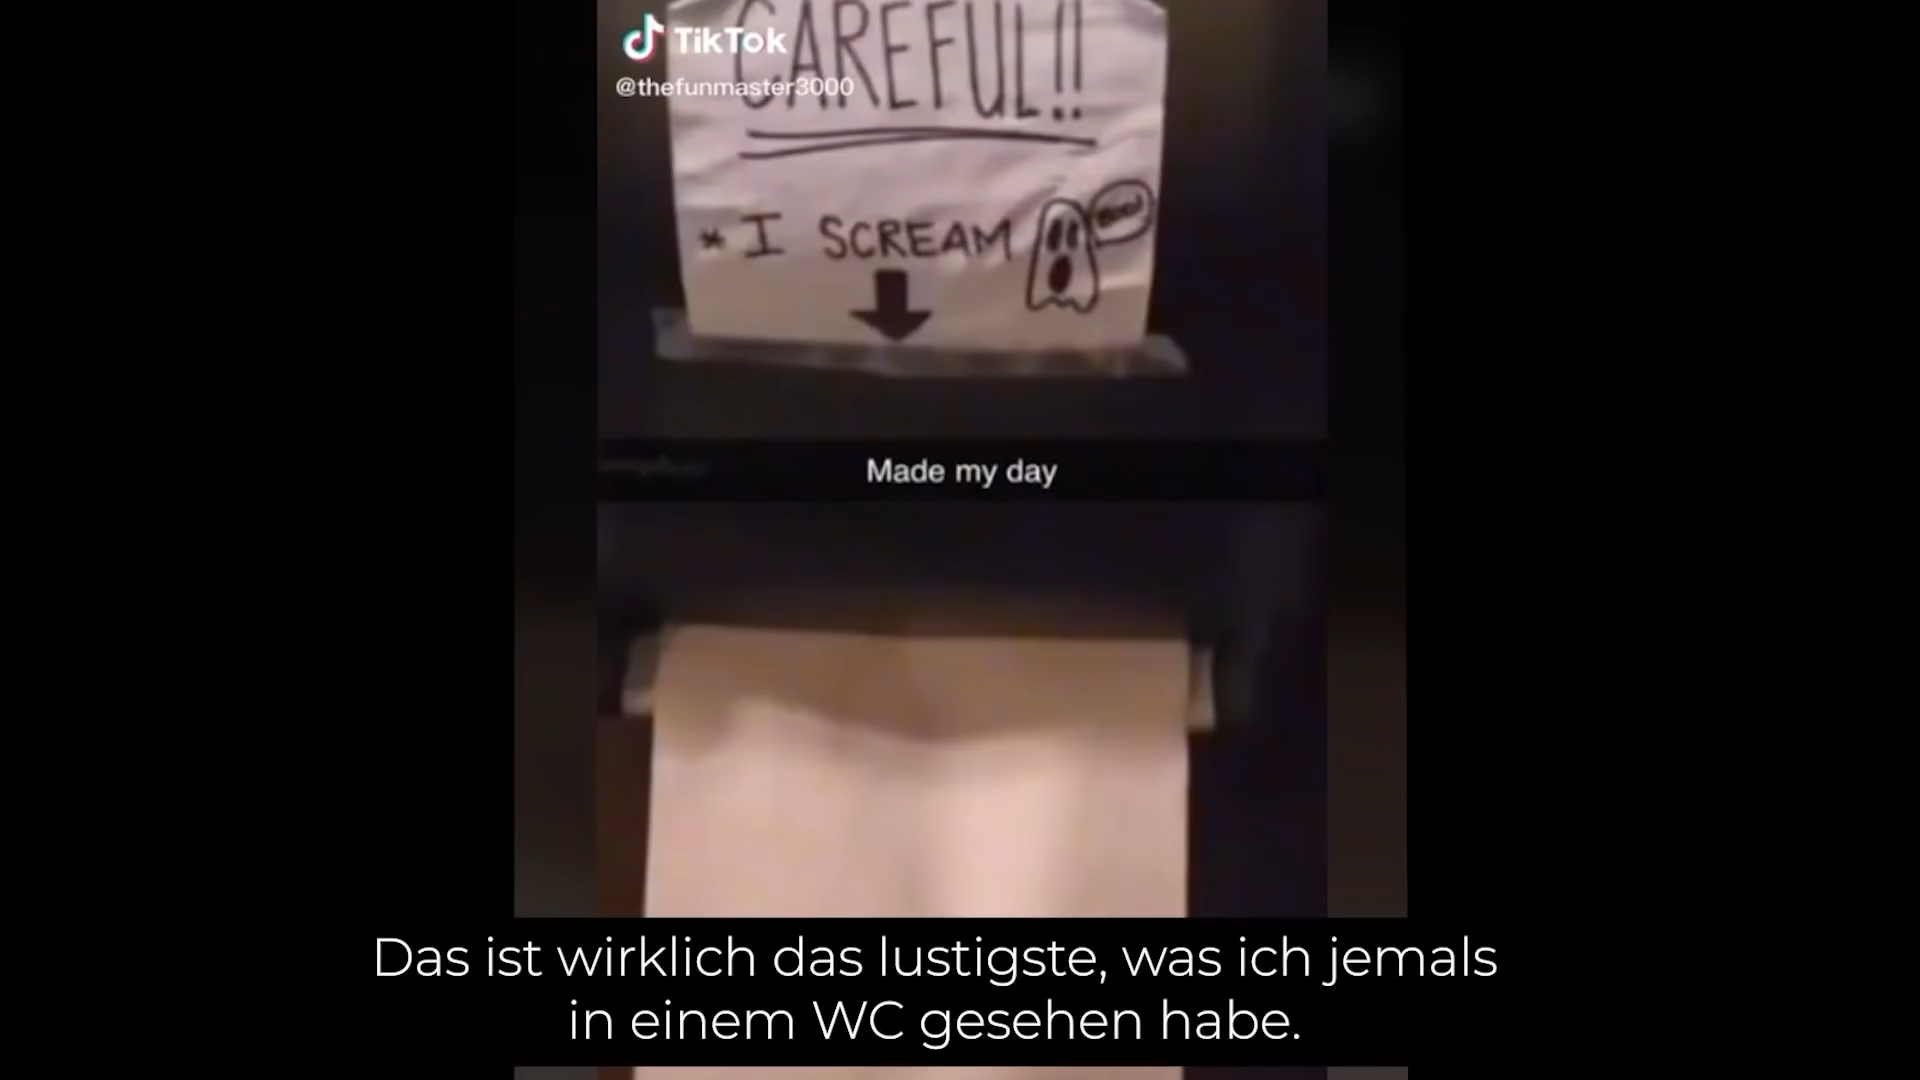 TikTok
@thefunmaster3000
CAREFUL!!
* I SCREAM
Made my day
Das ist wirklich das lustigste, was ich jemals
in einem WC gesehen habe.